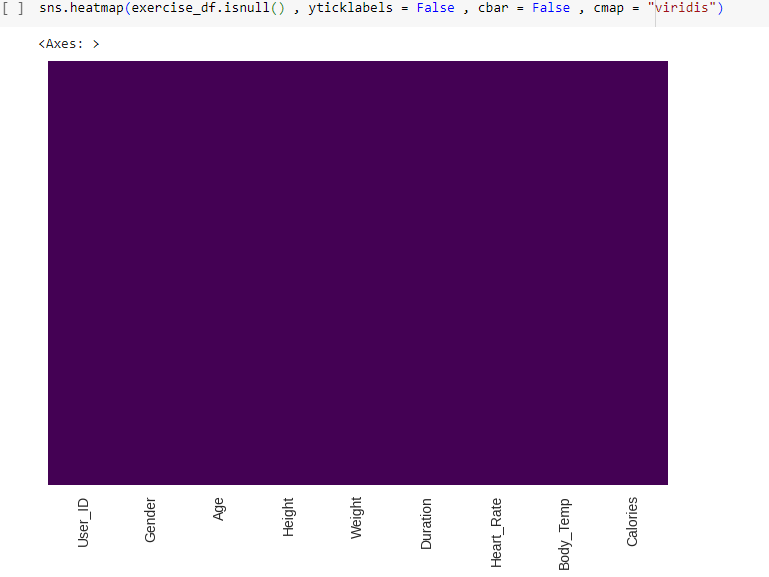 [ ] sns.heatmap(exercise_df.isnull() , yticklabels = False , cbar = False , cmap = "viridis")
<Axes: >
User_ID
Gender
Age
Height
Weight
Duration
Heart_Rate
Body_Temp
Calories